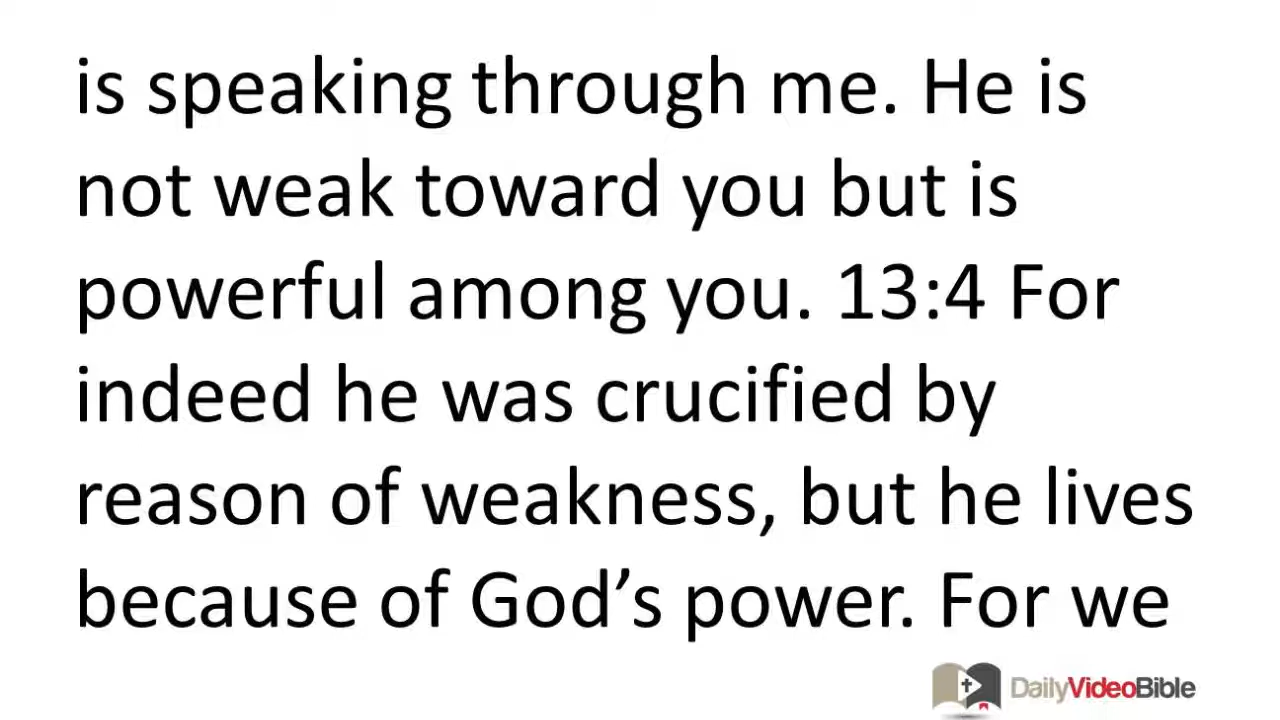 is speaking through me. He is
not weak toward you but is
powerful among you. 13:4 For
indeed he was crucified by
reason of weakness, but he lives
because of God’s power. For we
DailyVideoBible